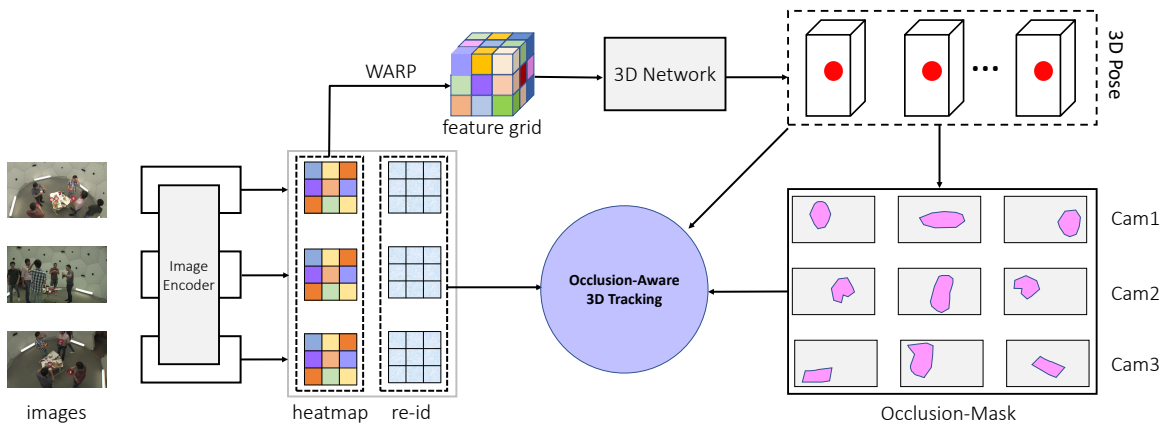 WARP
feature grid
3D Network
3D Pose
Image
Encoder
Occlusion-Aware
3D Tracking
Cam1
Cam2
Cam3
images
heatmap
re-id
Occlusion-Mask